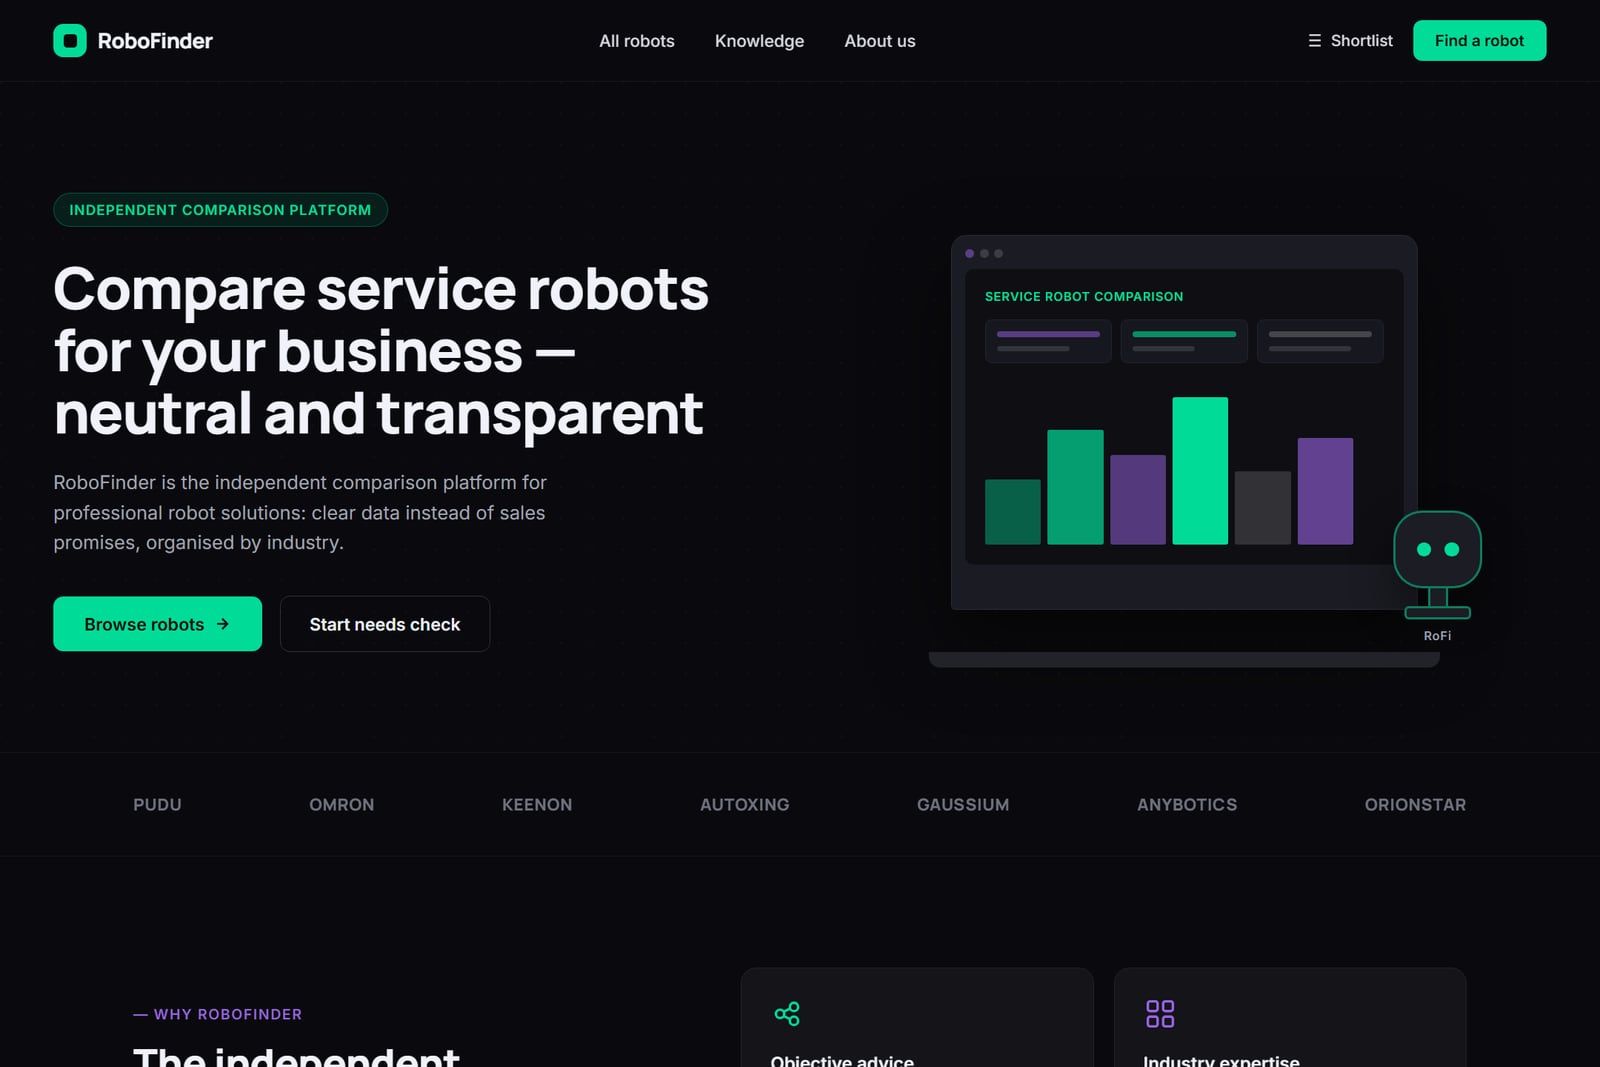 RoboFinder
All robots
Knowledge
About us
Shortlist
Find a robot
INDEPENDENT COMPARISON PLATFORM
Compare service robots
for your business —
neutral and transparent
RoboFinder is the independent comparison platform for
professional robot solutions: clear data instead of sales
promises, organised by industry.
Browse robots →
Start needs check
SERVICE ROBOT COMPARISON
RoFi
PUDU
OMRON
KEENON
AUTOXING
GAUSSIUM
ANYBOTICS
ORIONSTAR
— WHY ROBOFINDER
The independent
Objective advice
Industry expertise